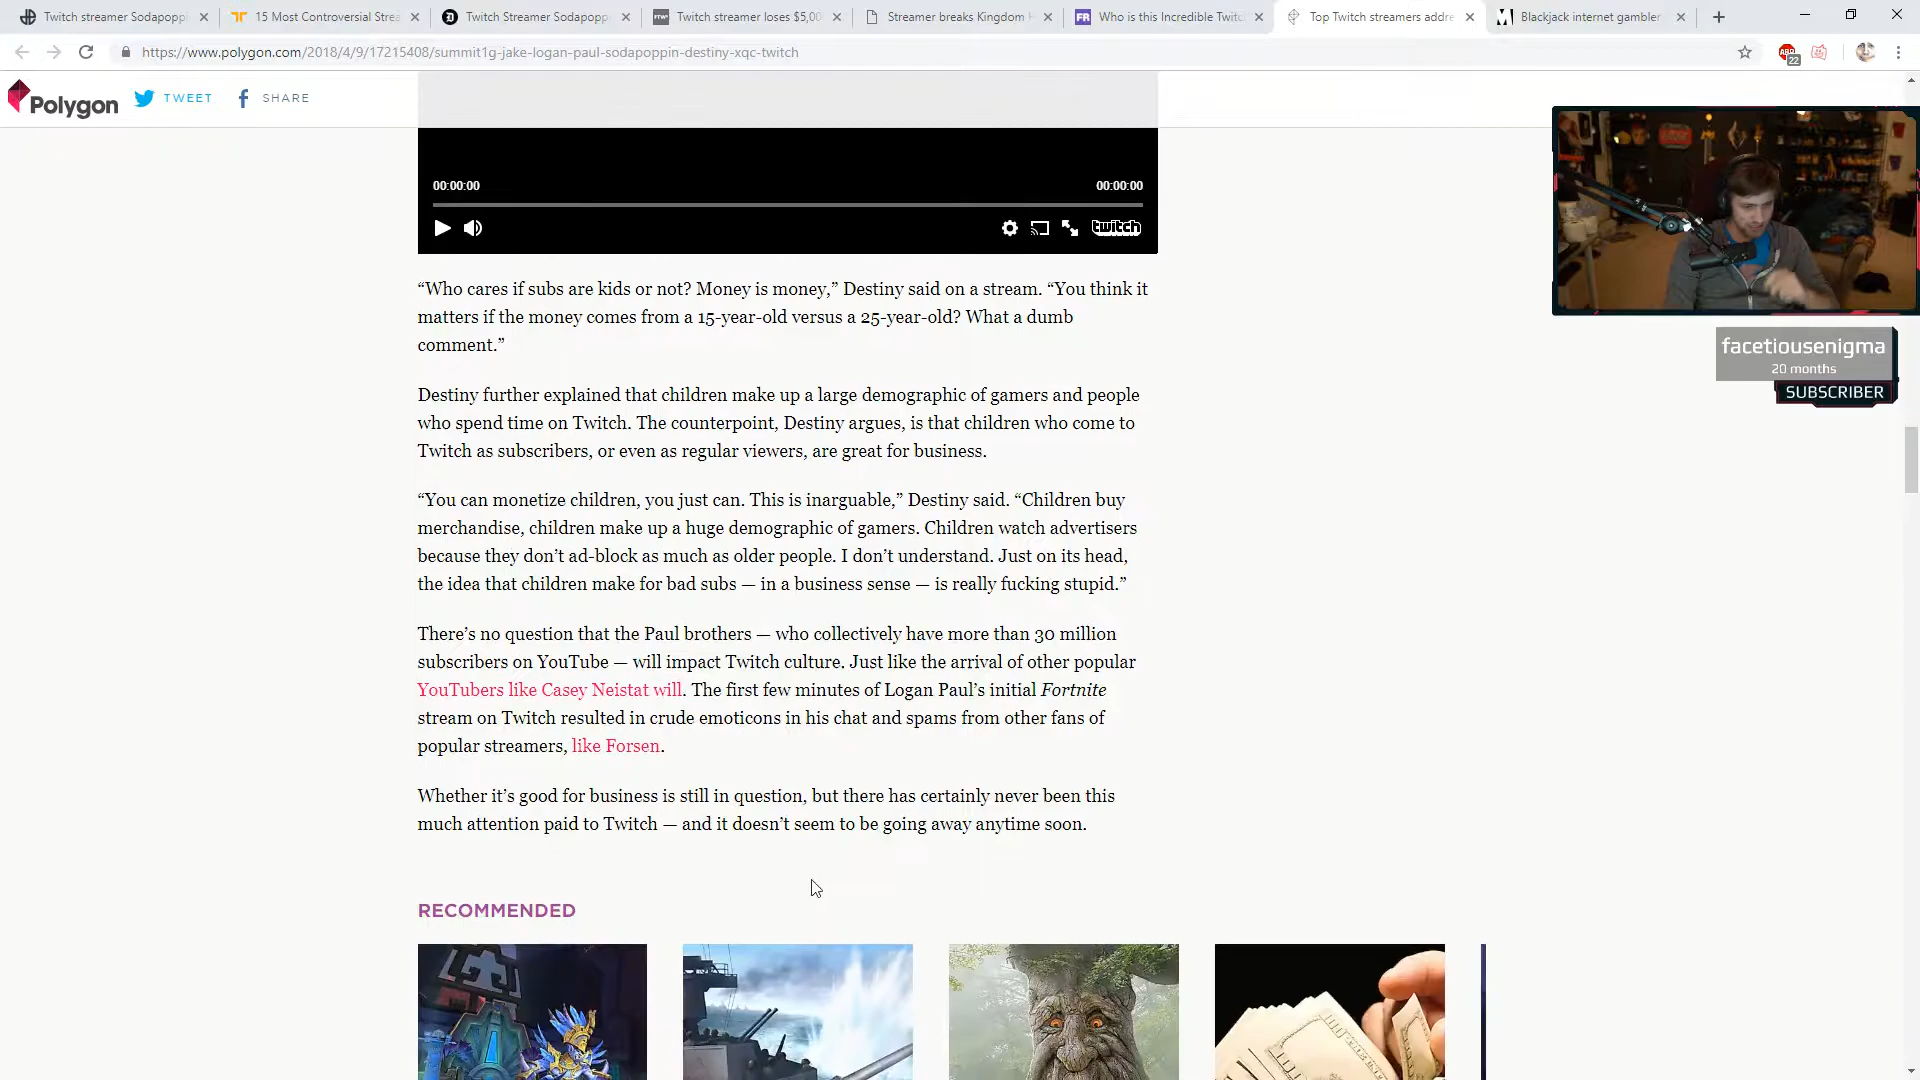 Twitch streamer Sodapoppi
15 Most Controversial Strea
Twitch Streamer Sodapopp
Twitch streamer loses $5,00
Streamer breaks Kingdom H
Who is this Incredible Twitc
Top Twitch streamers addre
Blackjack internet gambler
https://www.polygon.com/2018/4/9/17215408/summit1g-jake-logan-paul-sodapoppin-destiny-xqc-twitch
ABP
22
Polygon
TWEET
SHARE
00:00:00
00:00:00
twitch
“Who cares if subs are kids or not? Money is money,” Destiny said on a stream. “You think it
matters if the money comes from a 15-year-old versus a 25-year-old? What a dumb
comment.”
Destiny further explained that children make up a large demographic of gamers and people
who spend time on Twitch. The counterpoint, Destiny argues, is that children who come to
Twitch as subscribers, or even as regular viewers, are great for business.
“You can monetize children, you just can. This is inarguable,” Destiny said. “Children buy
merchandise, children make up a huge demographic of gamers. Children watch advertisers
because they don’t ad-block as much as older people. I don’t understand. Just on its head,
the idea that children make for bad subs — in a business sense — is really fucking stupid.”
There’s no question that the Paul brothers — who collectively have more than 30 million
subscribers on YouTube — will impact Twitch culture. Just like the arrival of other popular
YouTubers like Casey Neistat will. The first few minutes of Logan Paul’s initial Fortnite
stream on Twitch resulted in crude emoticons in his chat and spams from other fans of
popular streamers, like Forsen.
Whether it’s good for business is still in question, but there has certainly never been this
much attention paid to Twitch — and it doesn’t seem to be going away anytime soon.
RECOMMENDED
facetiousenigma
20 months
SUBSCRIBER